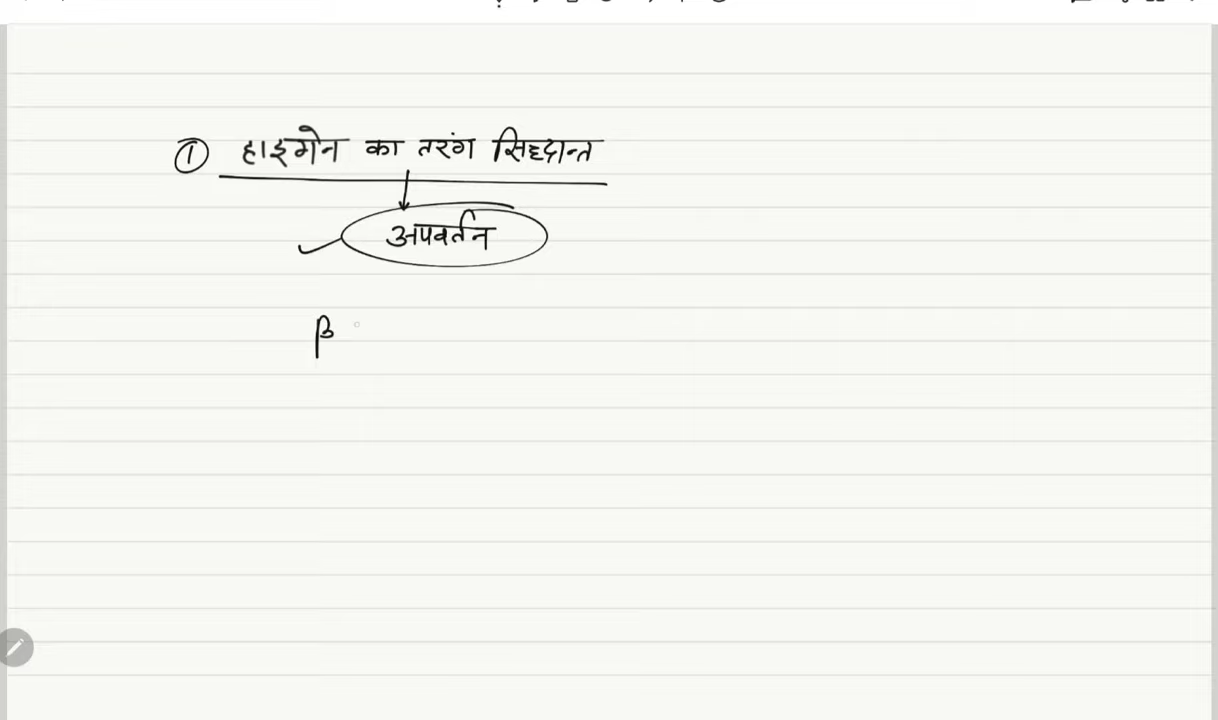 ① हाइगेन का तरंग सिद्दान्त
अपवर्तन
β